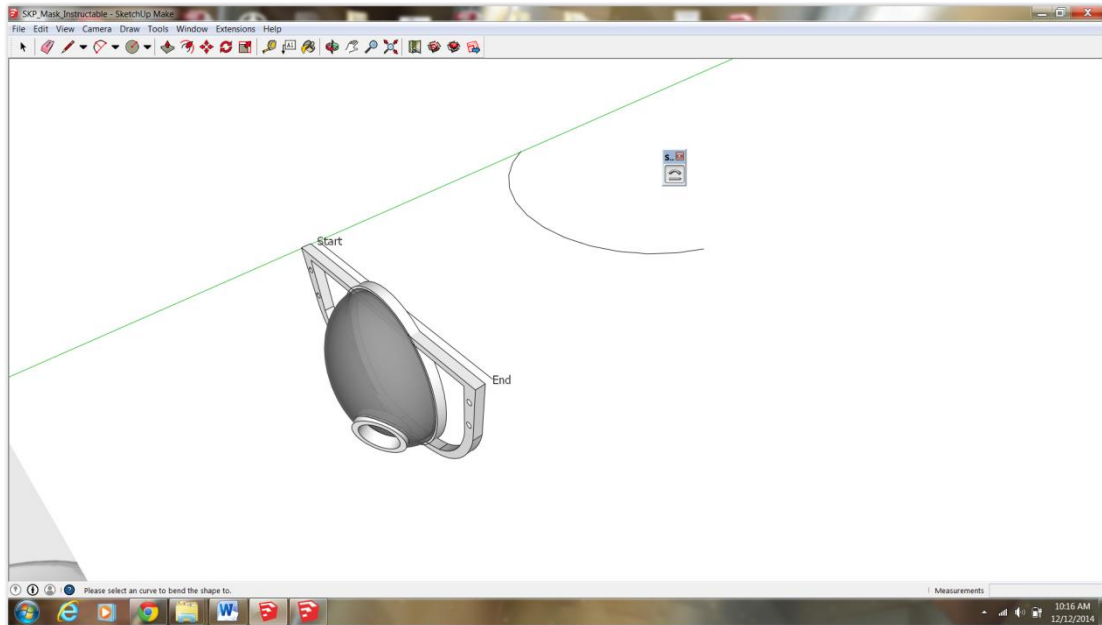 SKP_Mask_Instructable - SketchUp Make
File Edit View Camera Draw Tools Window Extensions Help
S...
Start
End
Please select an curve to bend the shape to.
Measurements
10:16 AM
12/12/2014